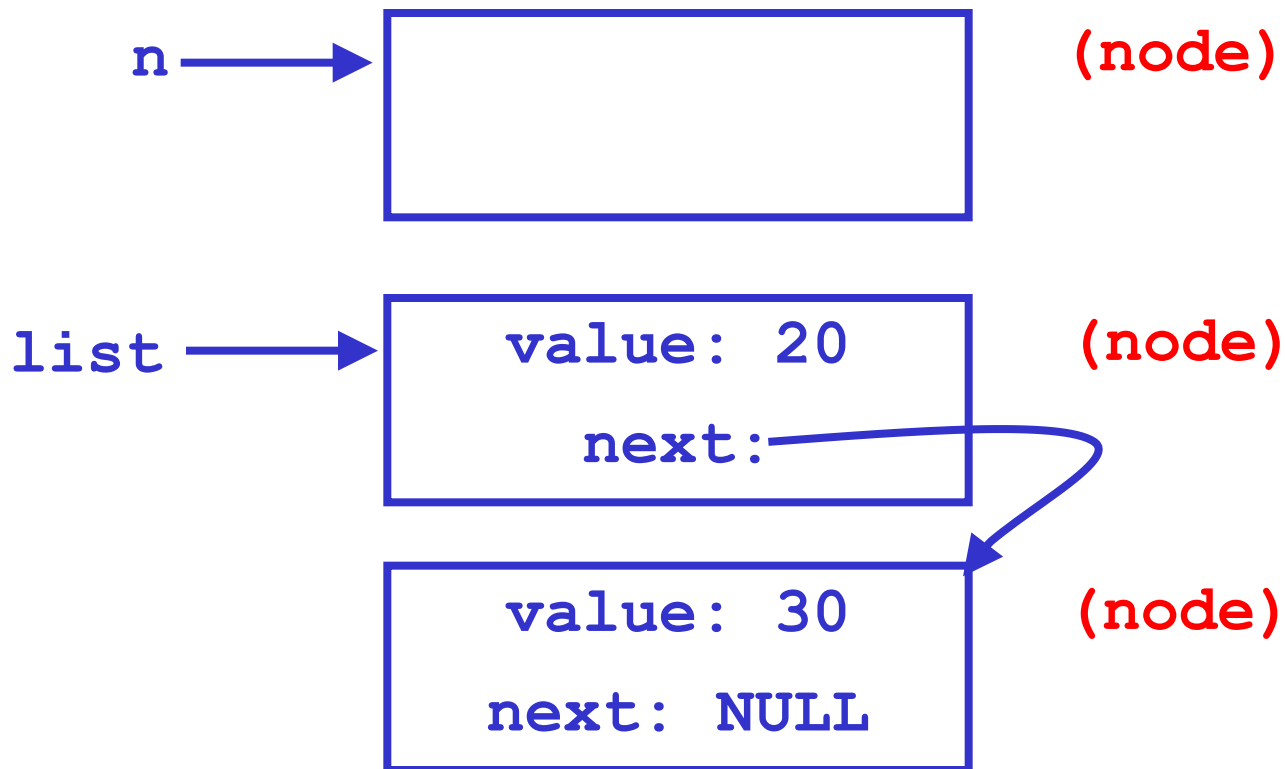 n (node)
list value: 20 (node)
next:
value: 30 (node)
next: NULL